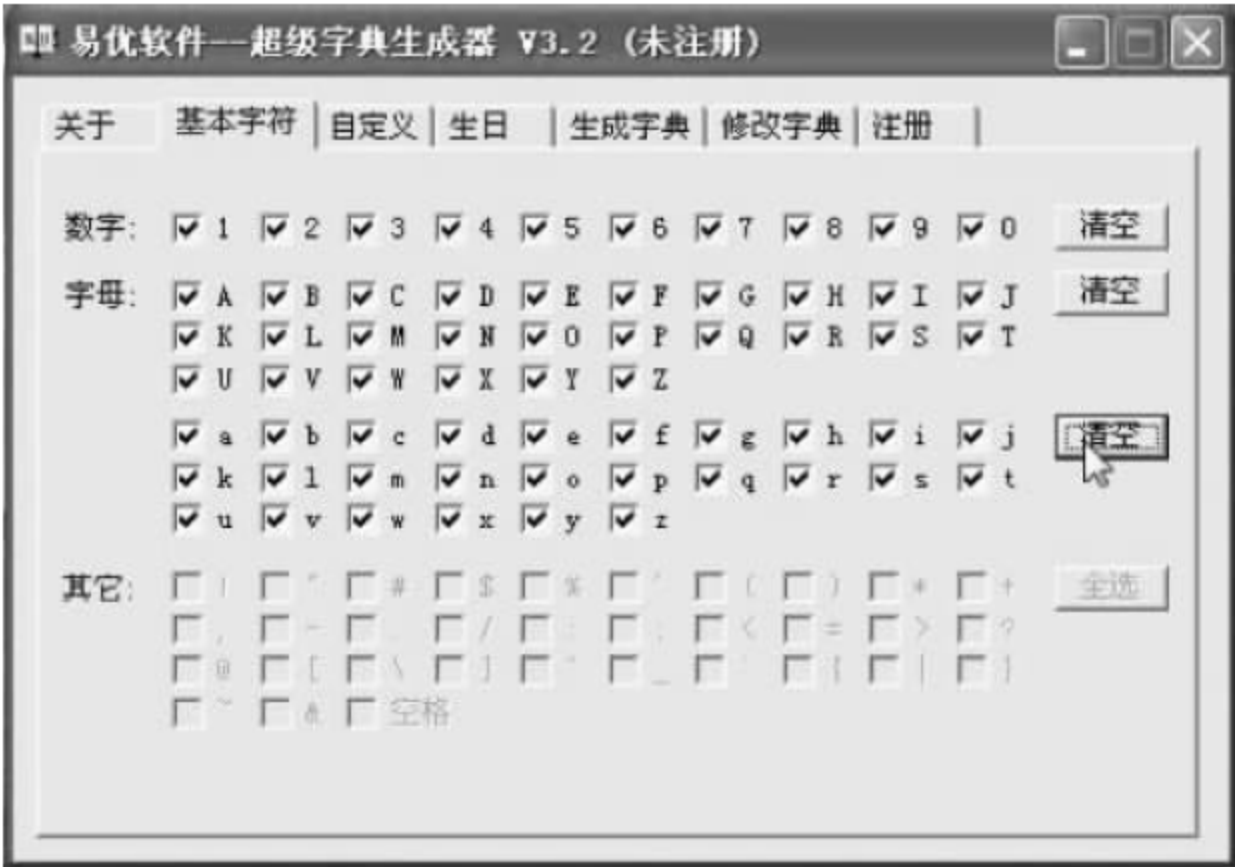 易优软件--超级字典生成器 V3.2 (未注册)
关于 基本字符 自定义 生日 生成字典 修改字典 注册
数字: 1 2 3 4 5 6 7 8 9 0 清空
字母: A B C D E F G H I J 清空
K L M N O P Q R S T
U V W X Y Z
a b c d e f g h i j 清空
k l m n o p q r s t
u v w x y z
其它: ! # $ % ( ) * + 全选
, - . / : ; < = > ?
@ [ \ ] _ { | }
~ & 空格